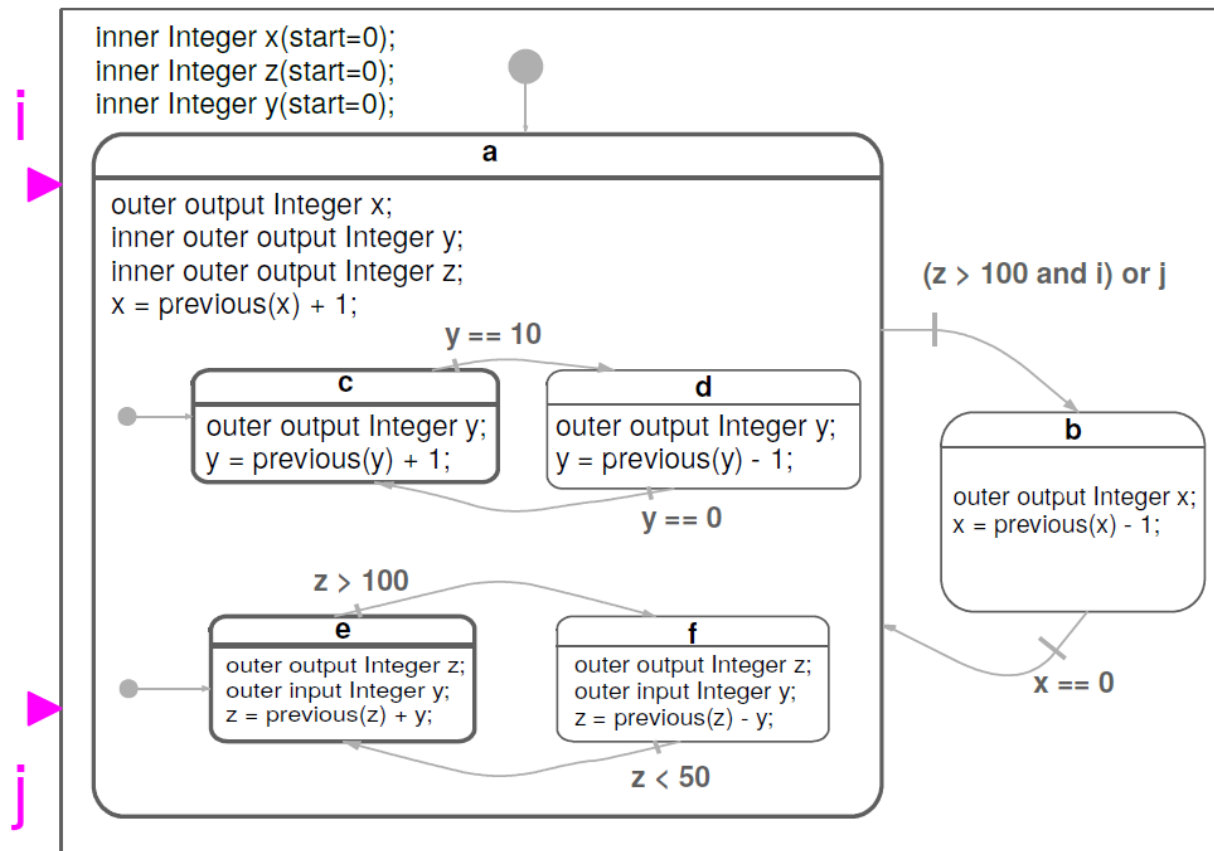 inner Integer x(start=0);
inner Integer z(start=0);
inner Integer y(start=0);
i
a
outer output Integer x;
inner outer output Integer y;
inner outer output Integer z;
x = previous(x) + 1;
(z > 100 and i) or j
y == 10
c
outer output Integer y;
y = previous(y) + 1;
d
outer output Integer y;
y = previous(y) - 1;
y == 0
b
outer output Integer x;
x = previous(x) - 1;
z > 100
e
outer output Integer z;
outer input Integer y;
z = previous(z) + y;
f
outer output Integer z;
outer input Integer y;
z = previous(z) - y;
z < 50
x == 0
j